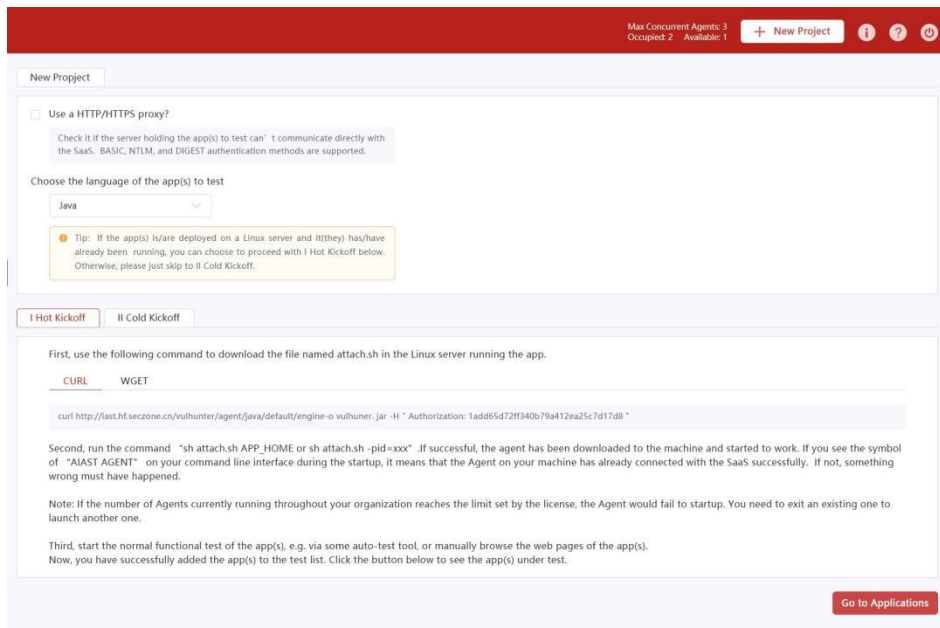 Max Concurrent Agents: 3
Occupied: 2 Available: 1
+ New Project
New Propject
Use a HTTP/HTTPS proxy?
Check it if the server holding the app(s) to test can' t communicate directly with
the SaaS. BASIC, NTLM, and DIGEST authentication methods are supported.
Choose the language of the app(s) to test
Java
Tip: If the app(s) is/are deployed on a Linux server and it(they) has/have
already been running, you can choose to proceed with I Hot Kickoff below.
Otherwise, please just skip to II Cold Kickoff.
I Hot Kickoff II Cold Kickoff
First, use the following command to download the file named attach.sh in the Linux server running the app.
CURL WGET
curl http://iast.hf.seczone.cn/vulhunter/agent/java/default/engine-o vulhuner. jar -H " Authorization: 1add65d72ff340b79a412ea25c7d17d8 "
Second, run the command "sh attach.sh APP_HOME or sh attach.sh -pid=xxx" .If successful, the agent has been downloaded to the machine and started to work. If you see the symbol
of "AIAST AGENT" on your command line interface during the startup, it means that the Agent on your machine has already connected with the SaaS successfully. If not, something
wrong must have happened.
Note: If the number of Agents currently running throughout your organization reaches the limit set by the license, the Agent would fail to startup. You need to exit an existing one to
launch another one.
Third, start the normal functional test of the app(s), e.g. via some auto-test tool, or manually browse the web pages of the app(s).
Now, you have successfully added the app(s) to the test list. Click the button below to see the app(s) under test.
Go to Applications